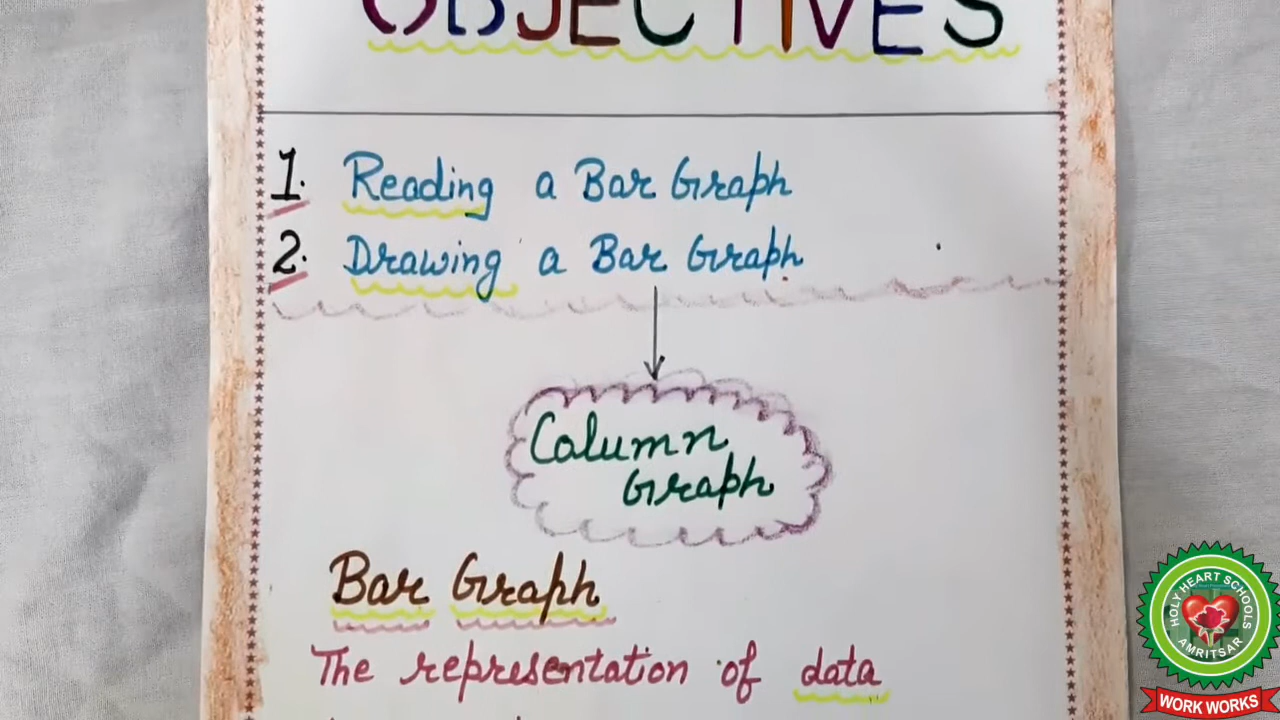 OBJECTIVES
1. Reading a Bar Graph
2. Drawing a Bar Graph
Column
Graph
Bar Graph
The representation of data
HOLY HEART SCHOOLS
AMRITSAR
WORK WORKS